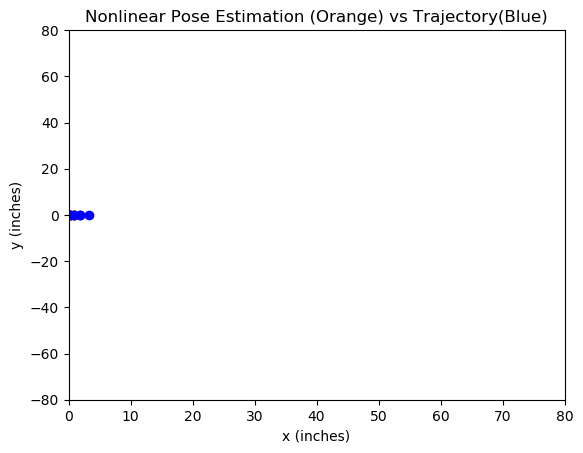 Nonlinear Pose Estimation (Orange) vs Trajectory(Blue)
80
60
40
20
0
−20
−40
−60
−80
y (inches)
0 10 20 30 40 50 60 70 80
x (inches)